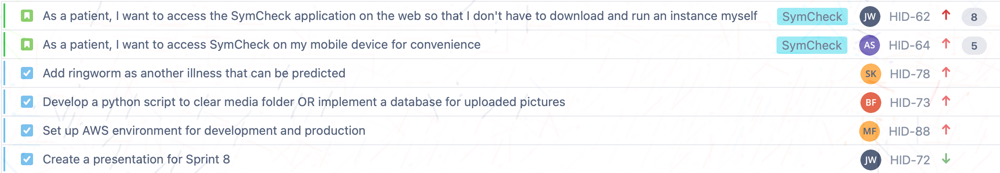 As a patient, I want to access the SymCheck application on the web so that I don't have to download and run an instance myself SymCheck JW HID-62 8
As a patient, I want to access SymCheck on my mobile device for convenience SymCheck AS HID-64 5
Add ringworm as another illness that can be predicted SK HID-78
Develop a python script to clear media folder OR implement a database for uploaded pictures BF HID-73
Set up AWS environment for development and production MF HID-88
Create a presentation for Sprint 8 JW HID-72